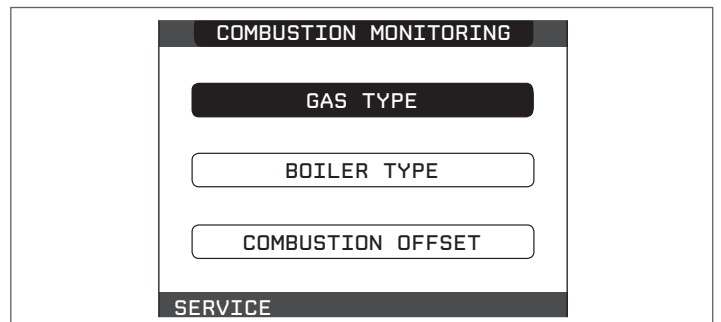 COMBUSTION MONITORING
GAS TYPE
BOILER TYPE
COMBUSTION OFFSET
SERVICE